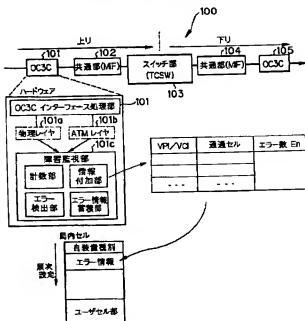 100
上り
下り
101
102
104
105
OC3C
共通部(MIF)
スイッチ部
(TCSW)
共通部(MIF)
OC3C
103
ハードウェア
OC3C インターフェース処理部
101
101a
101b
物理レイヤ
ATMレイヤ
101c
障害監視部
計数部
情報
付加部
エラー
検出部
エラー情報
蓄積部
VPI/VCI
通過セル
エラー数 En
局内セル
自装置種別
エラー情報
順次
設定
ユーザセル部